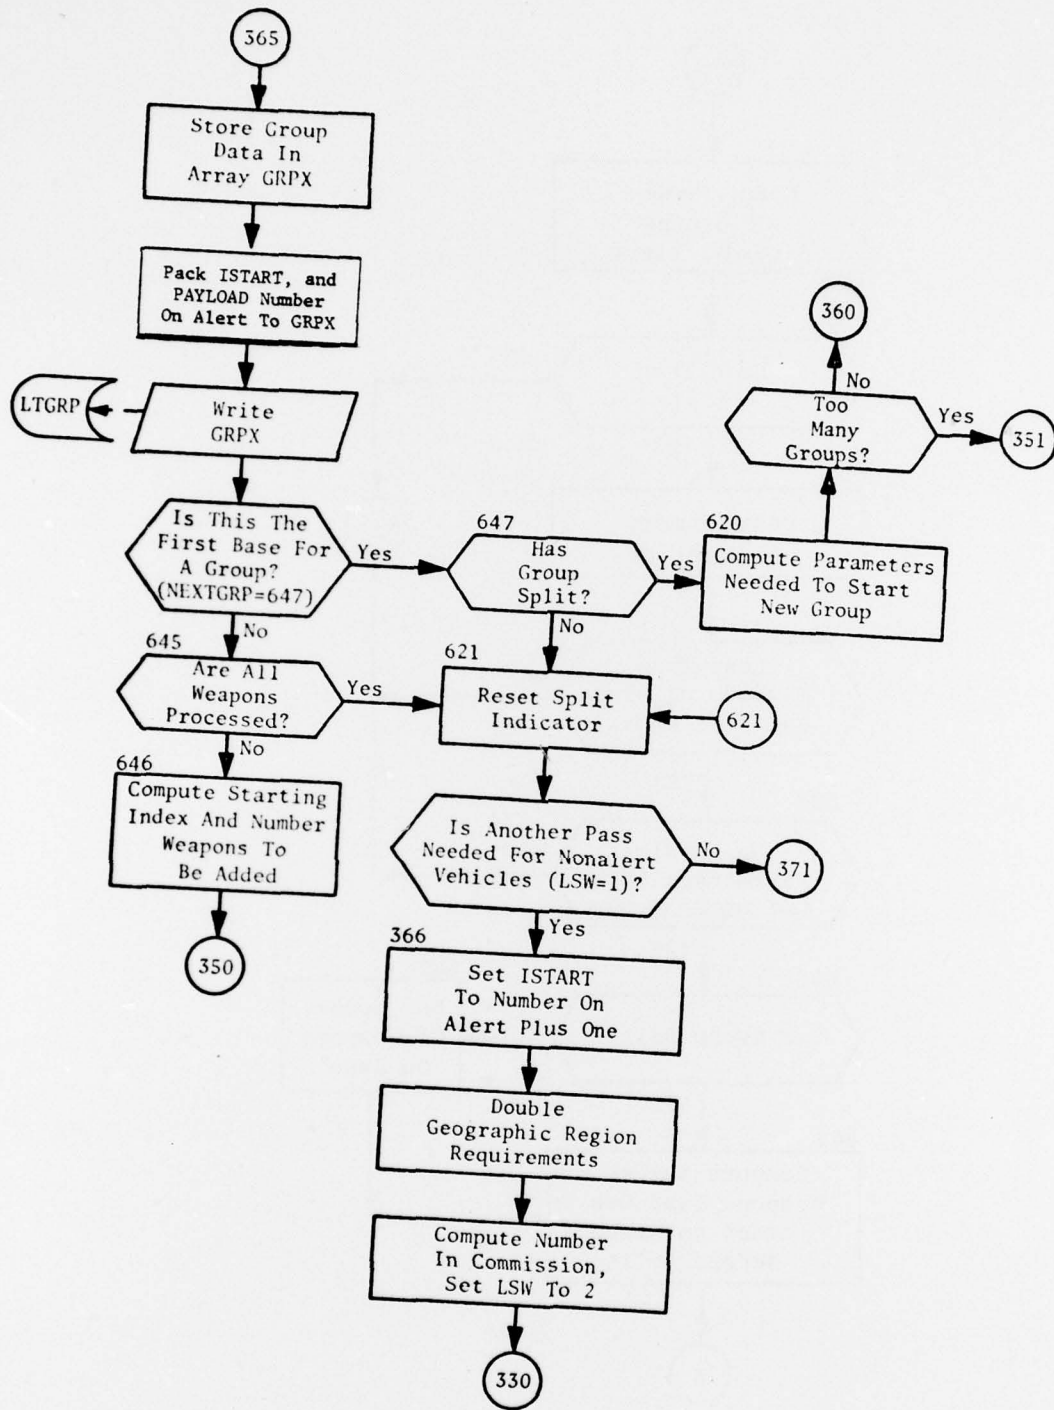 365
Store Group
Data In
Array GRPX
Pack ISTART, and
PAYLOAD Number
On Alert To GRPX
LTGRP
Write
GRPX
Is This The
First Base For
A Group?
(NEXTGRP=647)
Yes
No
647
Has
Group
Split?
Yes
No
620
Compute Parameters
Needed To Start
New Group
Too
Many
Groups?
No
360
Yes
351
645
Are All
Weapons
Processed?
Yes
No
621
Reset Split
Indicator
621
646
Compute Starting
Index And Number
Weapons To
Be Added
350
Is Another Pass
Needed For Nonalert
Vehicles (LSW=1)?
No
371
Yes
366
Set ISTART
To Number On
Alert Plus One
Double
Geographic Region
Requirements
Compute Number
In Commission,
Set LSW To 2
330